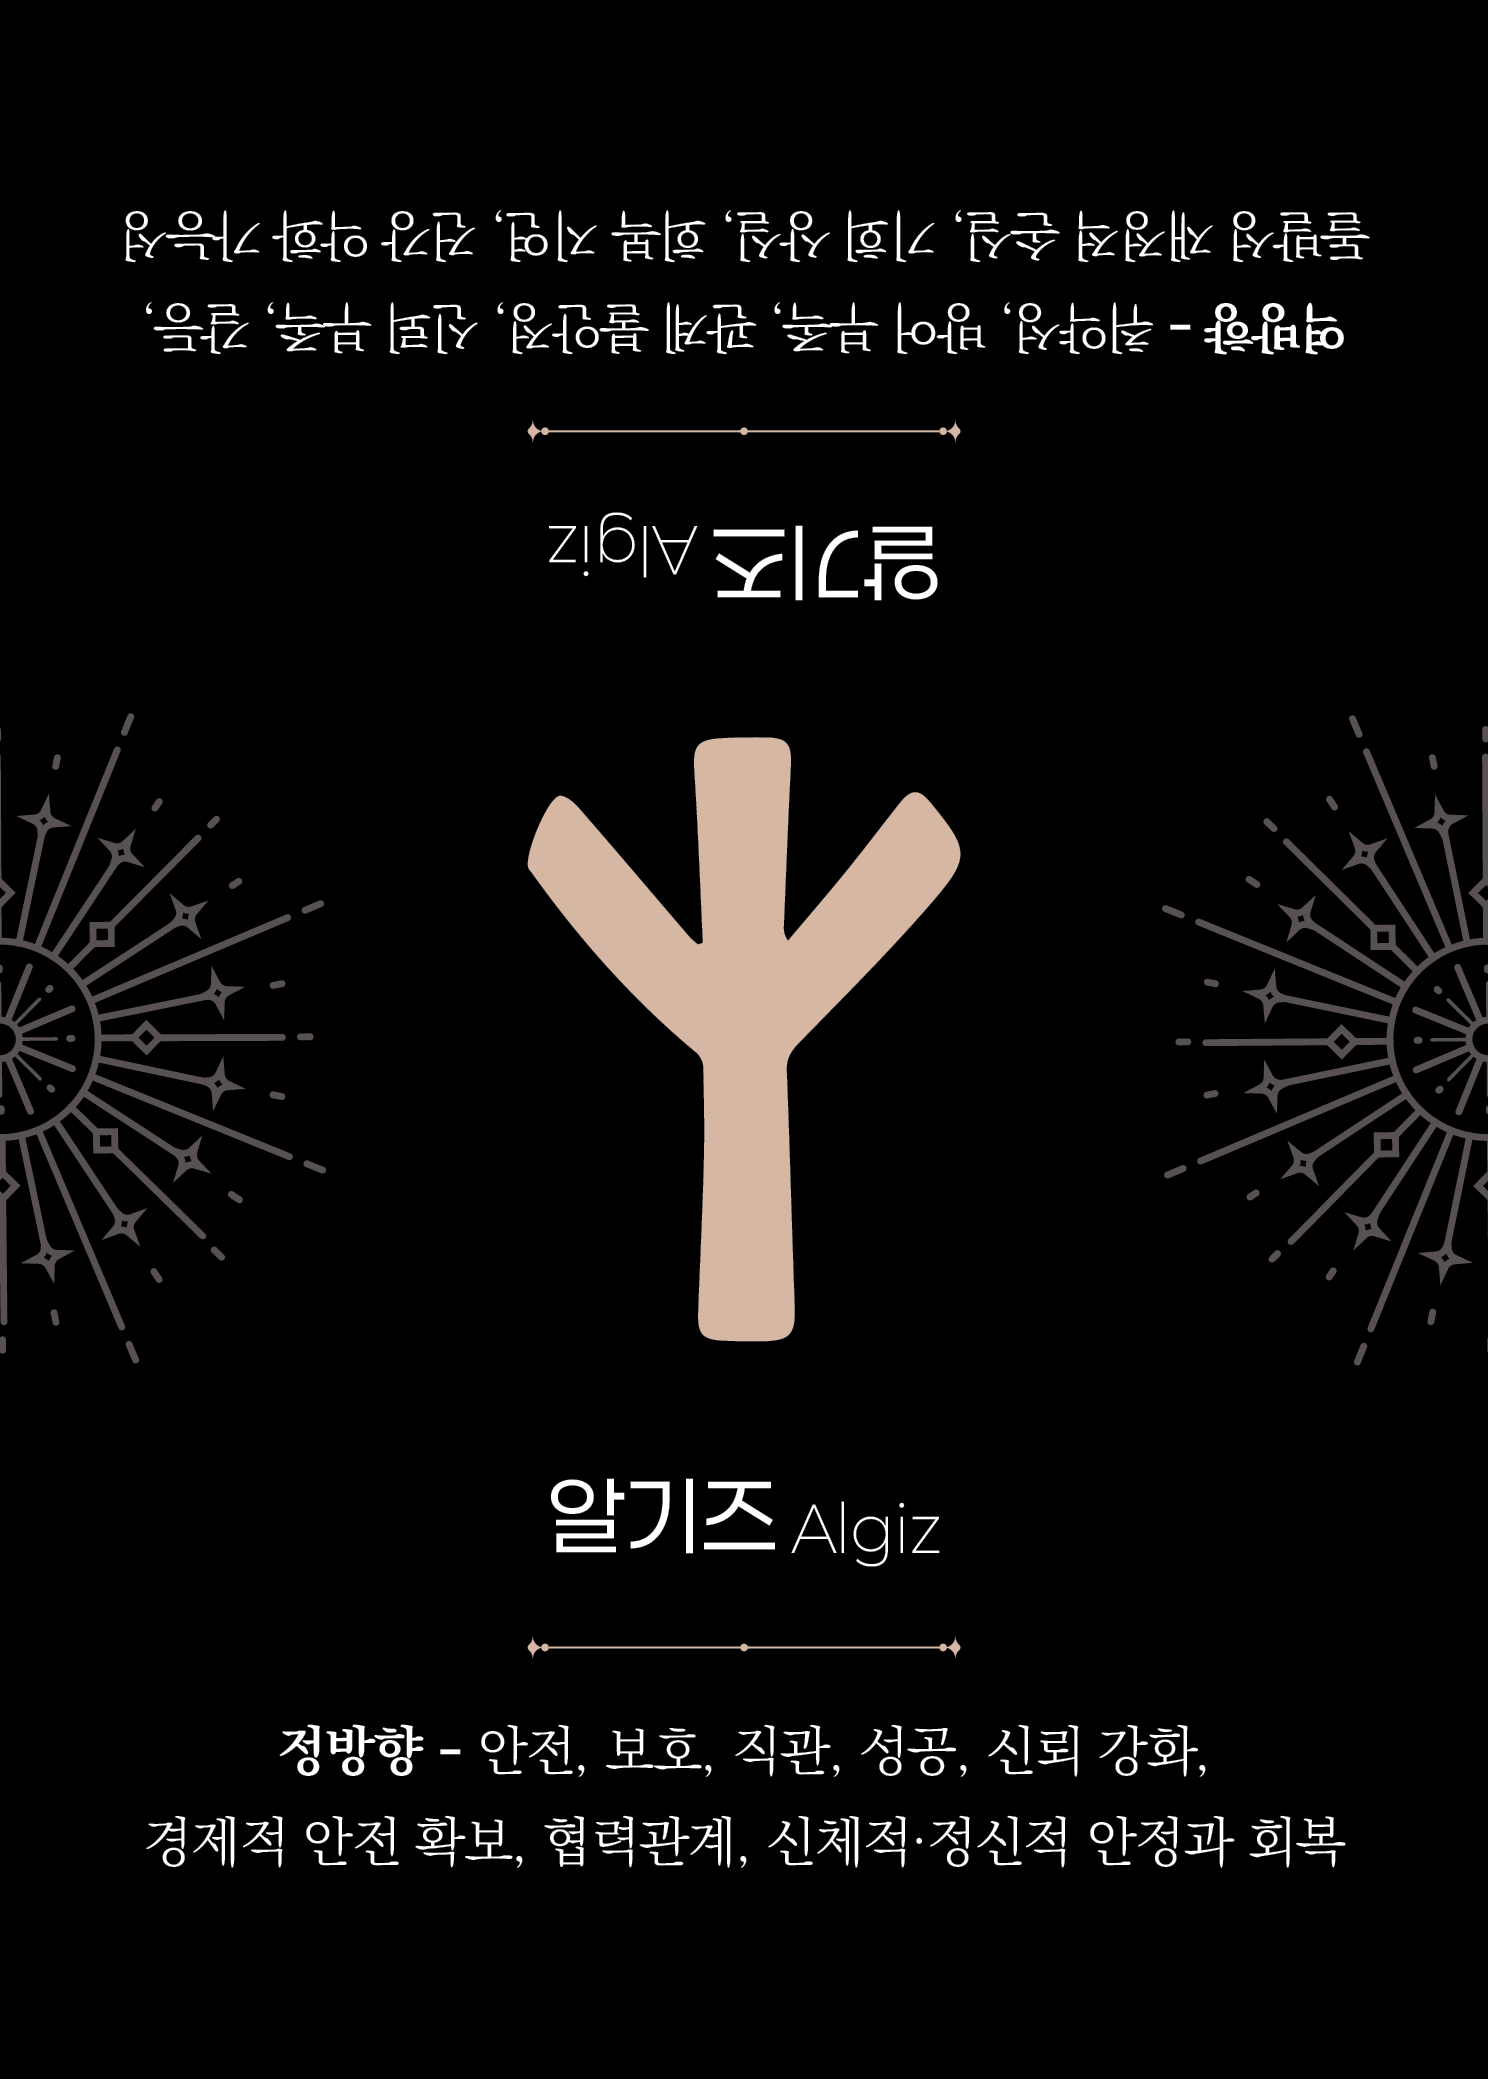 역방향 - 취약성, 방어 부족, 관계 불안정, 신뢰 부족, 갈등,
돌발성 재정적 손실, 기회 상실, 회복 지연, 건강 악화 가능성
알기즈 Algiz
알기즈 Algiz
정방향 - 안전, 보호, 직관, 성공, 신뢰 강화,
경제적 안전 확보, 협력관계, 신체적·정신적 안정과 회복